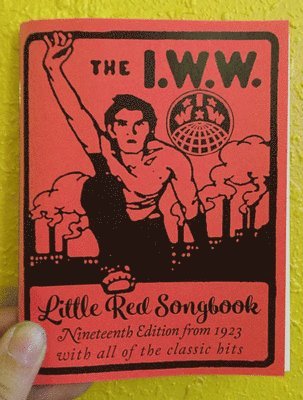 THE I.W.W.
I W W
Little Red Songbook
Nineteenth Edition from 1923
with all of the classic hits